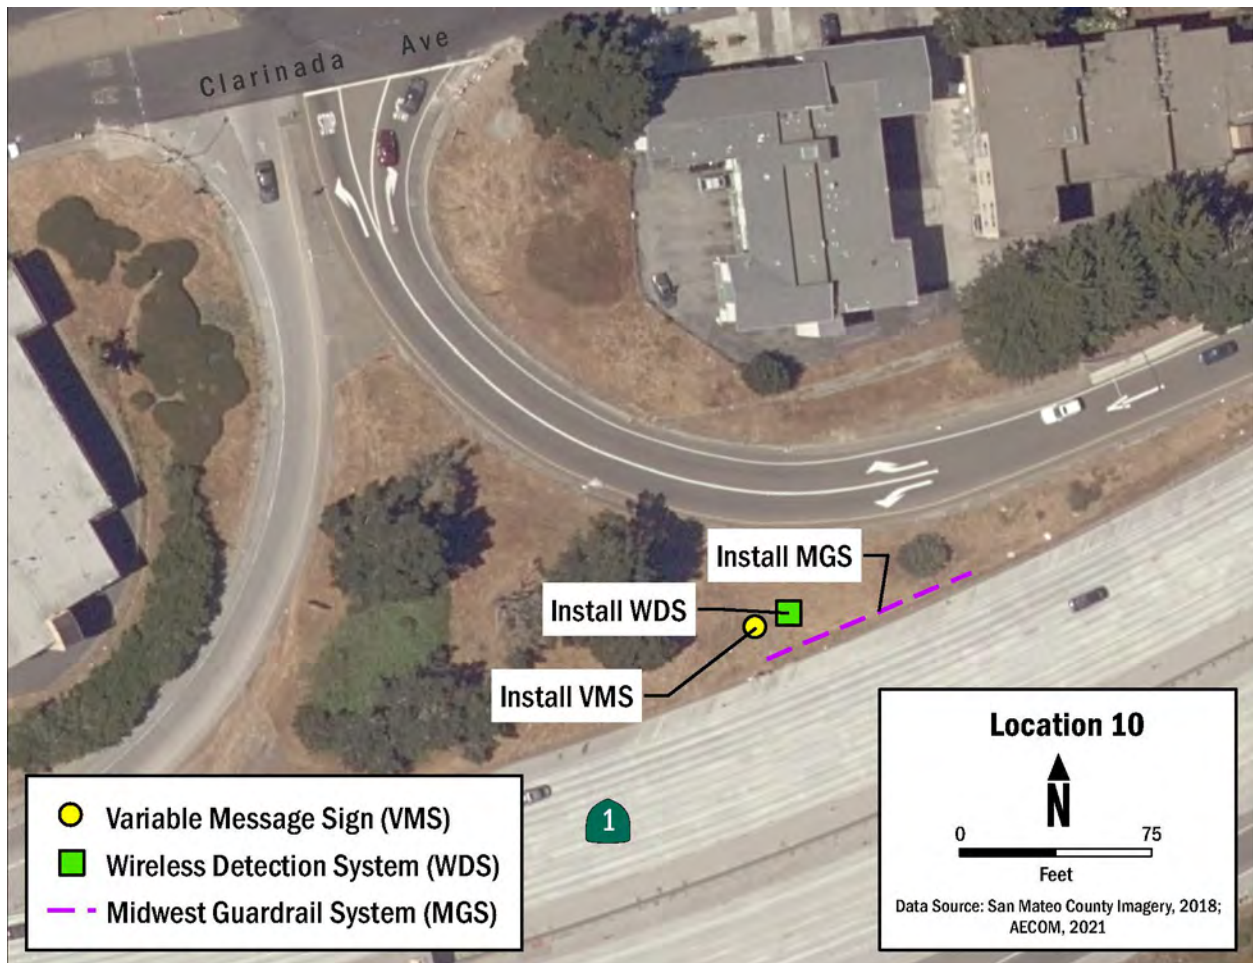 Clarinada Ave
Install MGS
Install WDS
Install VMS
1
Variable Message Sign (VMS)
Wireless Detection System (WDS)
Midwest Guardrail System (MGS)
Location 10
N
0 75
Feet
Data Source: San Mateo County Imagery, 2018;
AECOM, 2021